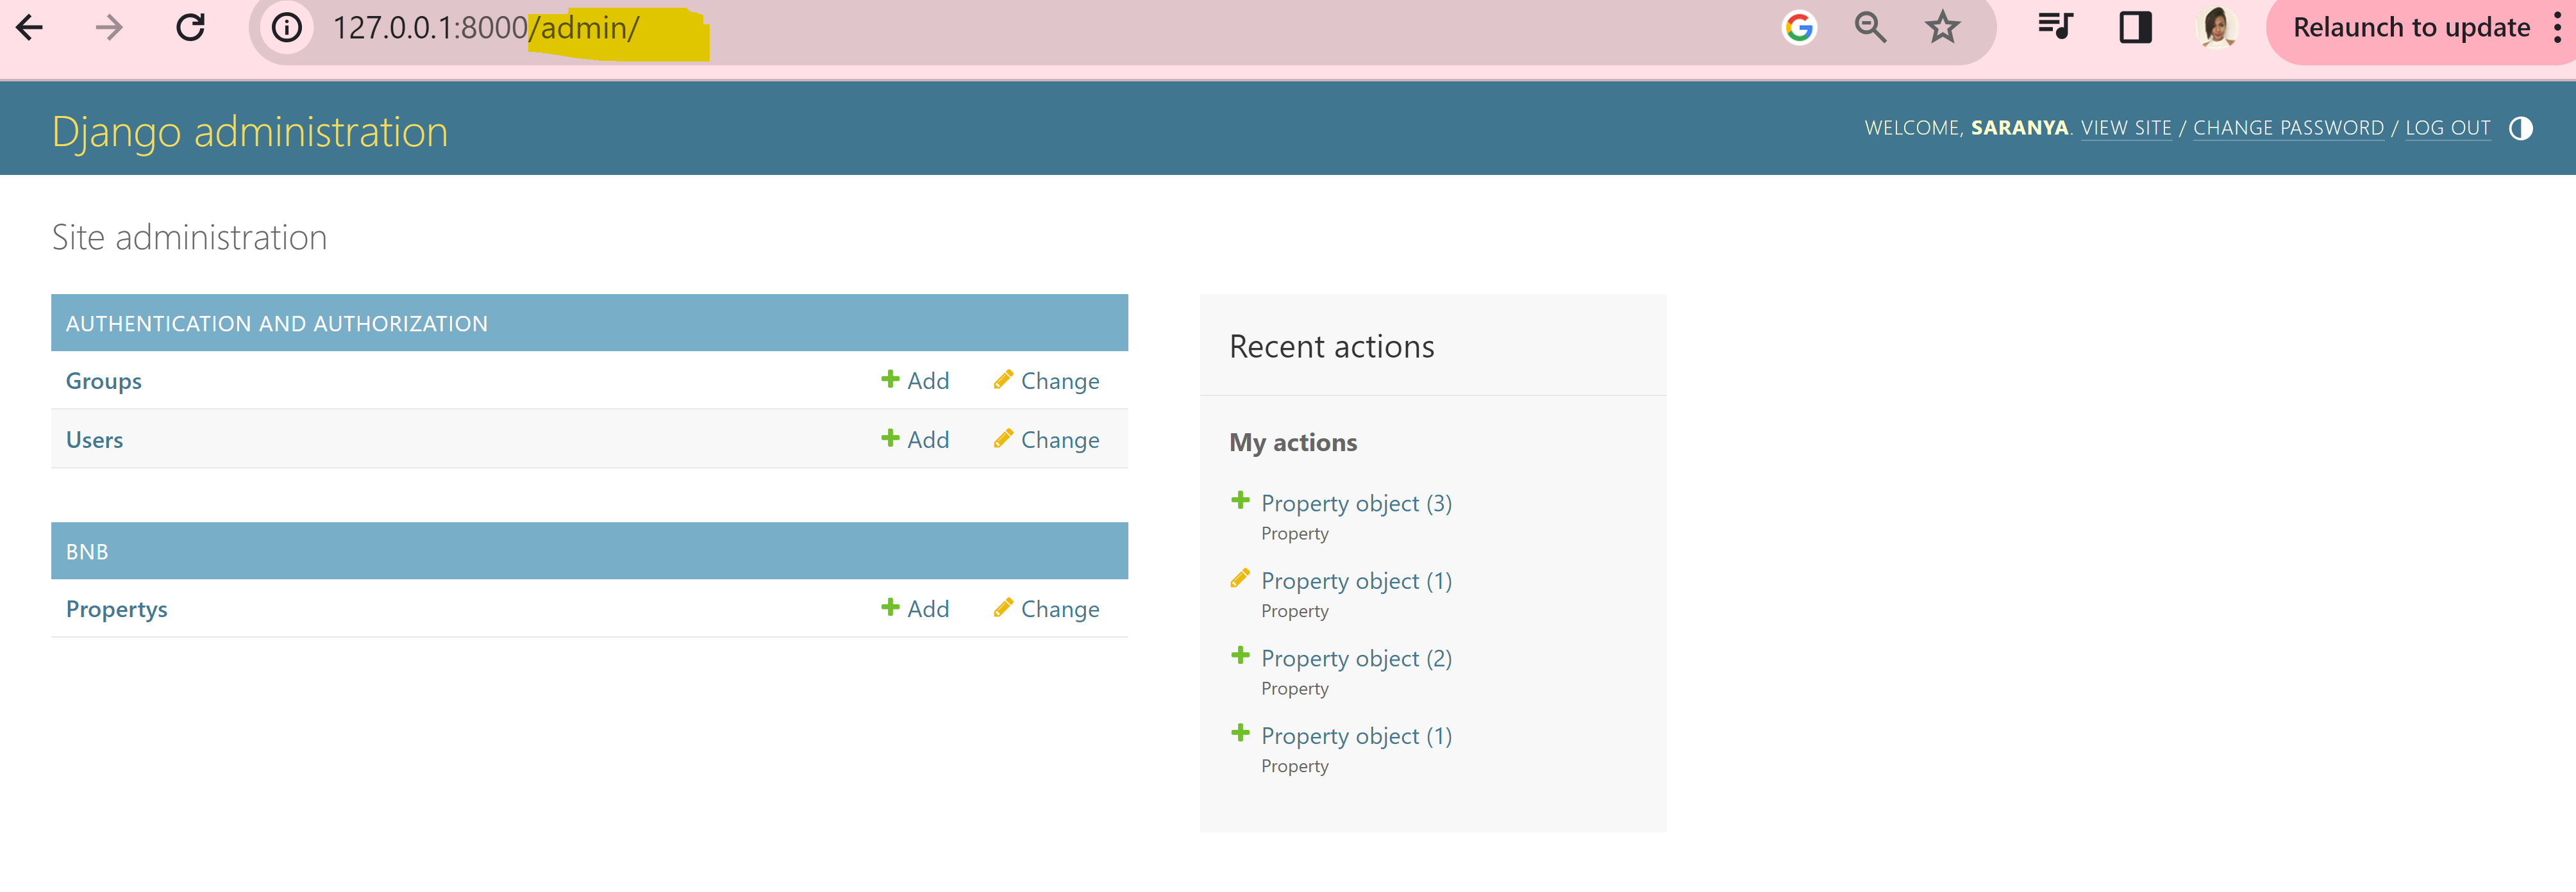 127.0.0.1:8000/admin/
Relaunch to update
Django administration
WELCOME, SARANYA. VIEW SITE / CHANGE PASSWORD / LOG OUT
Site administration
AUTHENTICATION AND AUTHORIZATION
Groups Add Change
Users Add Change
BNB
Propertys Add Change
Recent actions
My actions
Property object (3)
Property
Property object (1)
Property
Property object (2)
Property
Property object (1)
Property